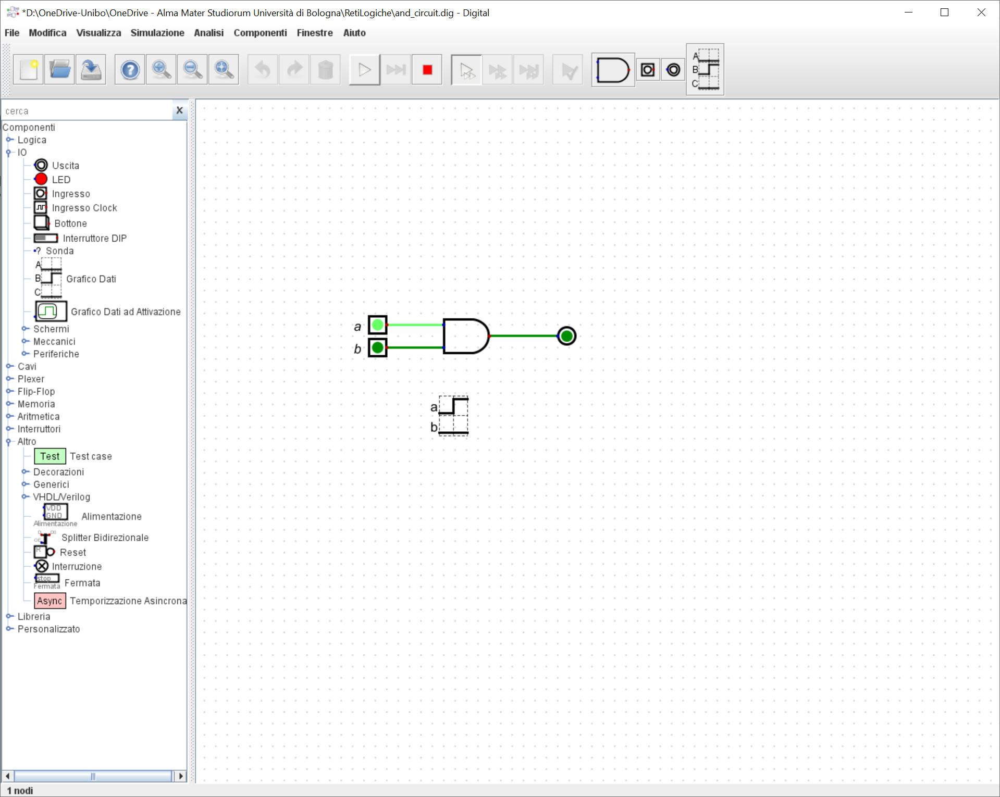 *D:\OneDrive-Unibo\OneDrive - Alma Mater Studiorum Università di Bologna\RetiLogiche\and_circuit.dig - Digital
File Modifica Visualizza Simulazione Analisi Componenti Finestre Aiuto
A
B
C
cerca X
Componenti
Logica
IO
Uscita
LED
Ingresso
Ingresso Clock
Bottone
Interruttore DIP
? Sonda
A
B Grafico Dati
C
Grafico Dati ad Attivazione
Schermi
Meccanici
Periferiche
Cavi
Plexer
Flip-Flop
Memoria
Aritmetica
Interruttori
Altro
Test Test case
Decorazioni
Generici
VHDL/Verilog
VDD
GND
Alimentazione Alimentazione
Splitter Bidirezionale
R Reset
Interruzione
stop
Fermata Fermata
Async Temporizzazione Asincrona
Libreria
Personalizzato
a
b
a
b
1 nodi